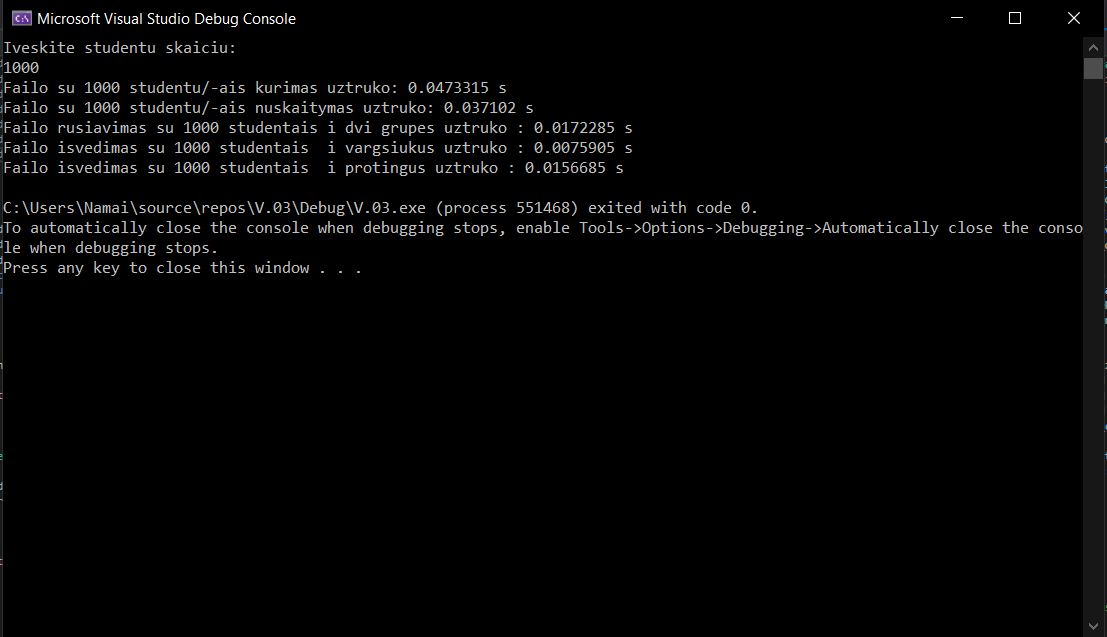 Microsoft Visual Studio Debug Console
Iveskite studentu skaiciu:
1000
Failo su 1000 studentu/-ais kurimas uztruko: 0.0473315 s
Failo su 1000 studentu/-ais nuskaitymas uztruko: 0.037102 s
Failo rusiavimas su 1000 studentais i dvi grupes uztruko : 0.0172285 s
Failo isvedimas su 1000 studentais  i vargsiukus uztruko : 0.0075905 s
Failo isvedimas su 1000 studentais  i protingus uztruko : 0.0156685 s
C:\Users\Namai\source\repos\V.03\Debug\V.03.exe (process 551468) exited with code 0.
To automatically close the console when debugging stops, enable Tools->Options->Debugging->Automatically close the conso
le when debugging stops.
Press any key to close this window . . .